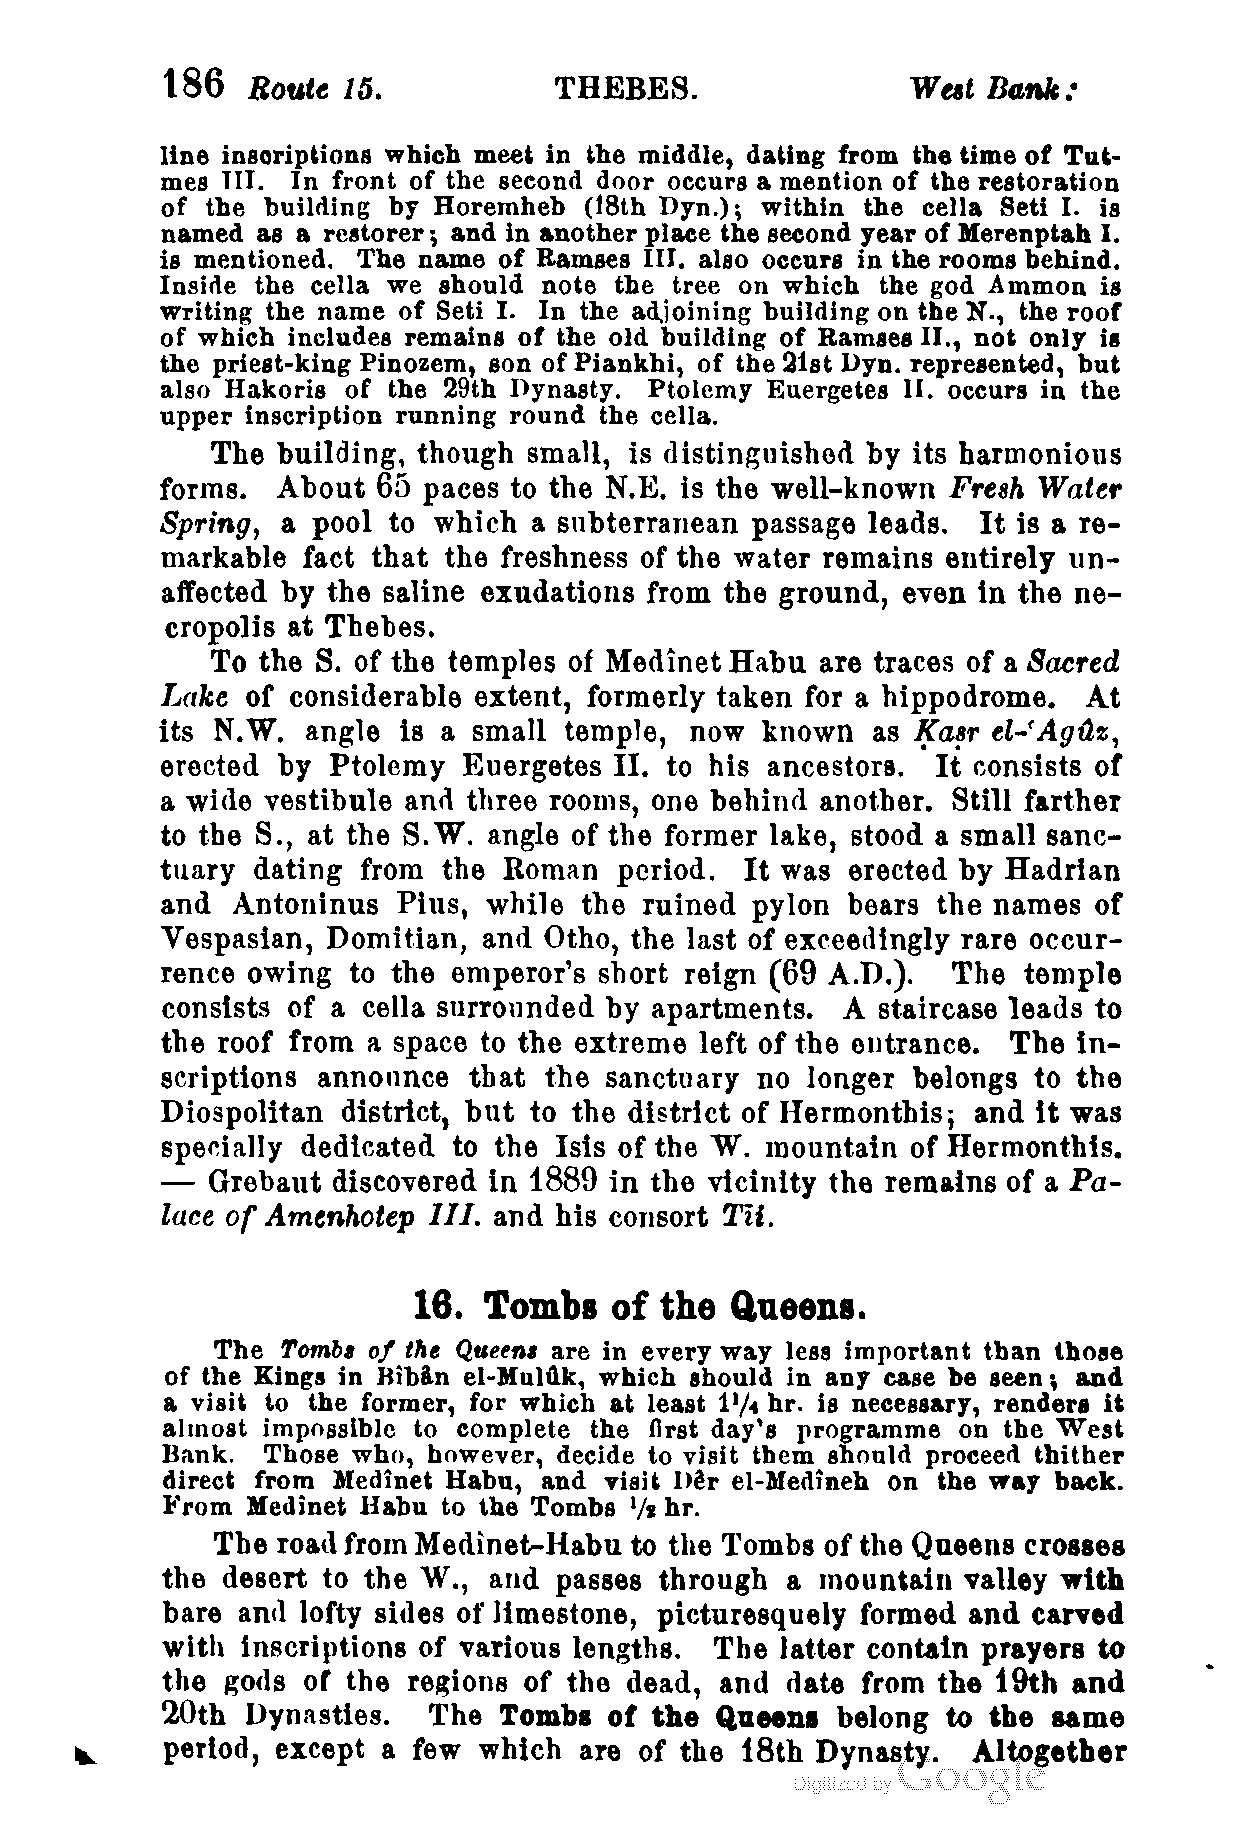 186 Route 15. THEBES. West Bank:
line inscriptions which meet in the middle, dating from the time of Tut-
mes III. In front of the second door occurs a mention of the restoration
of the building by Horemheb (18th Dyn.); within the cella Seti I. is
named as a restorer; and in another place the second year of Merenptah I.
is mentioned. The name of Ramses III. also occurs in the rooms behind.
Inside the cella we should note the tree on which the god Ammon is
writing the name of Seti I. In the adjoining building on the N., the roof
of which includes remains of the old building of Ramses II., not only is
the priest-king Pinozem, son of Piankhi, of the 21st Dyn. represented, but
also Hakoris of the 29th Dynasty. Ptolemy Euergetes II. occurs in the
upper inscription running round the cella.
The building, though small, is distinguished by its harmonious
forms. About 65 paces to the N.E. is the well-known Fresh Water
Spring, a pool to which a subterranean passage leads. It is a re-
markable fact that the freshness of the water remains entirely un-
affected by the saline exudations from the ground, even in the ne-
cropolis at Thebes.
To the S. of the temples of Medînet Habu are traces of a Sacred
Lake of considerable extent, formerly taken for a hippodrome. At
its N.W. angle is a small temple, now known as Ḳaṣr el-ʿAgûz,
erected by Ptolemy Euergetes II. to his ancestors. It consists of
a wide vestibule and three rooms, one behind another. Still farther
to the S., at the S.W. angle of the former lake, stood a small sanc-
tuary dating from the Roman period. It was erected by Hadrian
and Antoninus Pius, while the ruined pylon bears the names of
Vespasian, Domitian, and Otho, the last of exceedingly rare occur-
rence owing to the emperor's short reign (69 A.D.). The temple
consists of a cella surrounded by apartments. A staircase leads to
the roof from a space to the extreme left of the entrance. The in-
scriptions announce that the sanctuary no longer belongs to the
Diospolitan district, but to the district of Hermonthis; and it was
specially dedicated to the Isis of the W. mountain of Hermonthis.
— Grebaut discovered in 1889 in the vicinity the remains of a Pa-
lace of Amenhotep III. and his consort Tīi.
16. Tombs of the Queens.
The Tombs of the Queens are in every way less important than those
of the Kings in Bîbân el-Mulûk, which should in any case be seen; and
a visit to the former, for which at least 1¼ hr. is necessary, renders it
almost impossible to complete the first day's programme on the West
Bank. Those who, however, decide to visit them should proceed thither
direct from Medînet Habu, and visit Dêr el-Medîneh on the way back.
From Medînet Habu to the Tombs ½ hr.
The road from Medînet-Habu to the Tombs of the Queens crosses
the desert to the W., and passes through a mountain valley with
bare and lofty sides of limestone, picturesquely formed and carved
with inscriptions of various lengths. The latter contain prayers to
the gods of the regions of the dead, and date from the 19th and
20th Dynasties. The Tombs of the Queens belong to the same
period, except a few which are of the 18th Dynasty. Altogether
Digitized by Google